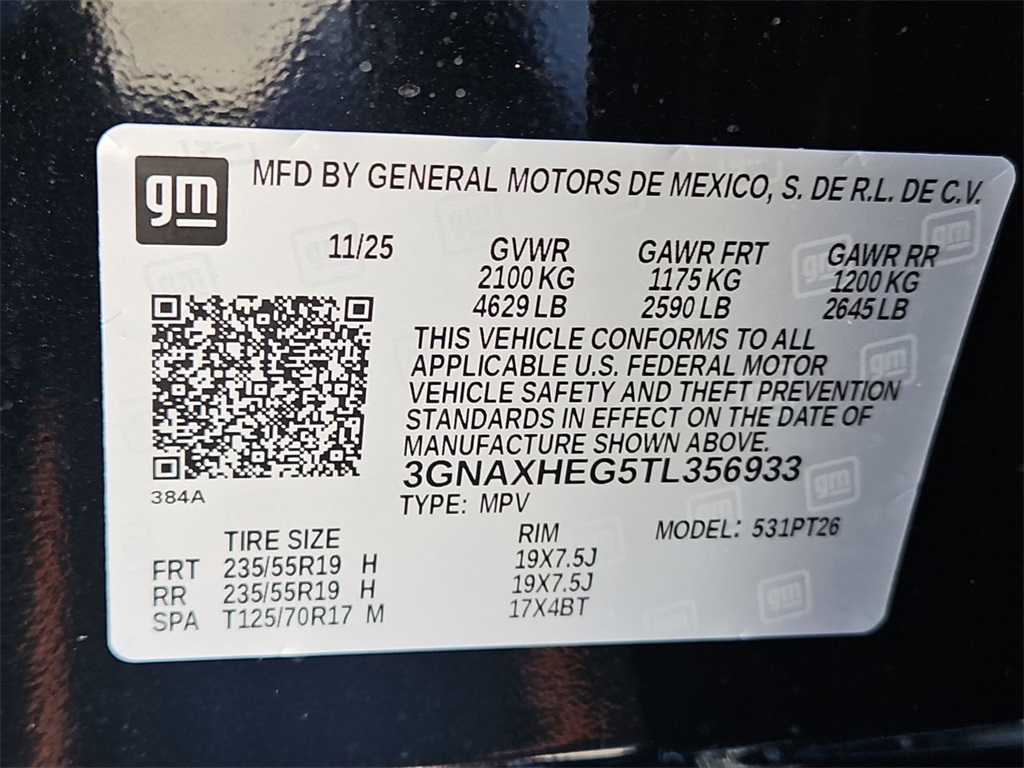 gm
MFD BY GENERAL MOTORS DE MEXICO, S. DE R.L. DE C.V.
11/25
GVWR GAWR FRT GAWR RR
2100 KG 1175 KG 1200 KG
4629 LB 2590 LB 2645 LB
THIS VEHICLE CONFORMS TO ALL
APPLICABLE U.S. FEDERAL MOTOR
VEHICLE SAFETY AND THEFT PREVENTION
STANDARDS IN EFFECT ON THE DATE OF
MANUFACTURE SHOWN ABOVE.
3GNAXHEG5TL356933
384A
TYPE: MPV
MODEL: 531PT26
TIRE SIZE RIM
FRT 235/55R19 H 19X7.5J
RR 235/55R19 H 19X7.5J
SPA T125/70R17 M 17X4BT